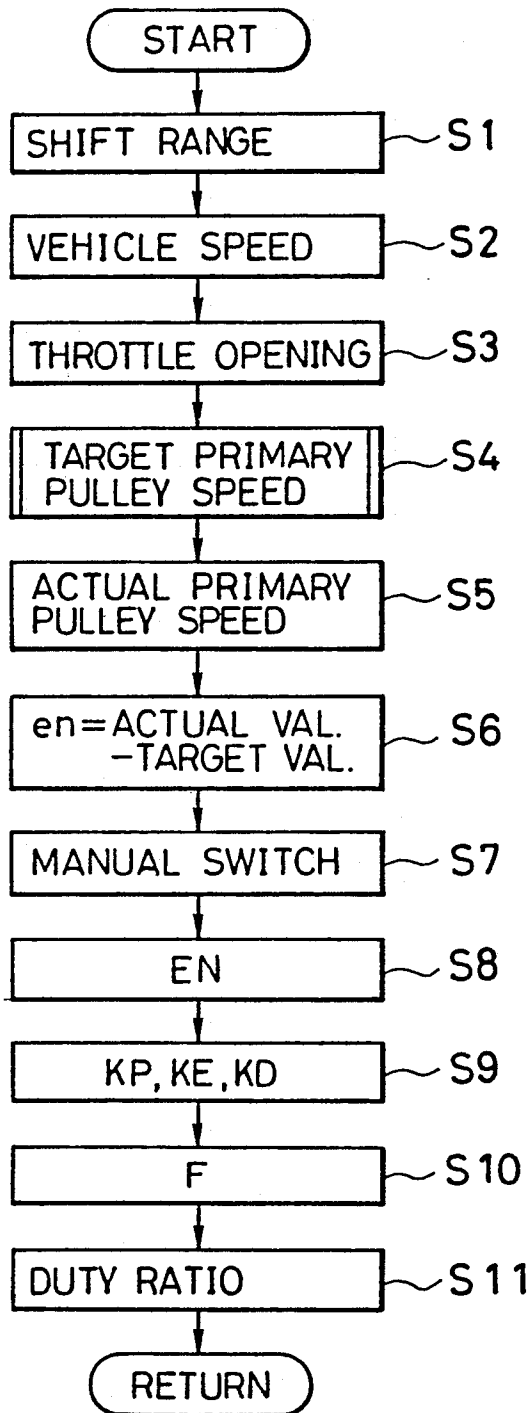 START
SHIFT RANGE S1
VEHICLE SPEED S2
THROTTLE OPENING S3
TARGET PRIMARY
PULLEY SPEED S4
ACTUAL PRIMARY
PULLEY SPEED S5
en=ACTUAL VAL.
-TARGET VAL. S6
MANUAL SWITCH S7
EN S8
KP, KE, KD S9
F S10
DUTY RATIO S11
RETURN